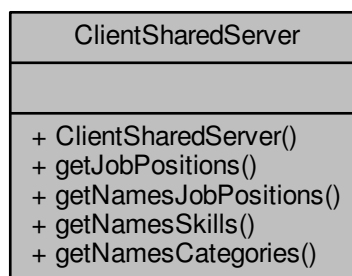 ClientSharedServer
+ ClientSharedServer()
+ getJobPositions()
+ getNamesJobPositions()
+ getNamesSkills()
+ getNamesCategories()